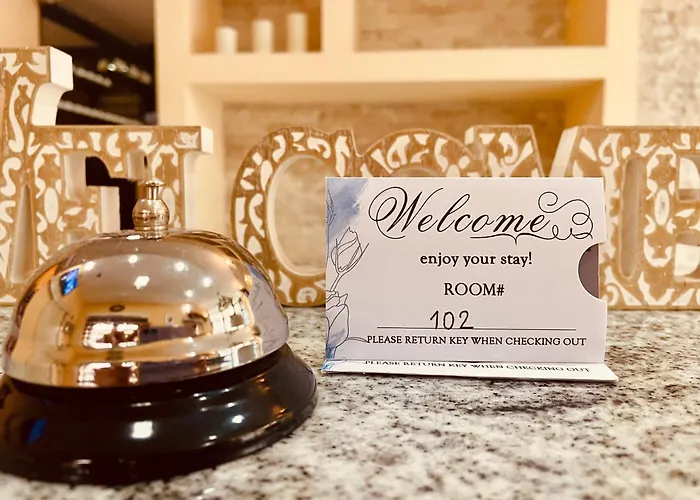 Welcome
enjoy your stay!
ROOM#
102
PLEASE RETURN KEY WHEN CHECKING OUT
PLEASE RETURN KEY WHEN CHECKING OUT